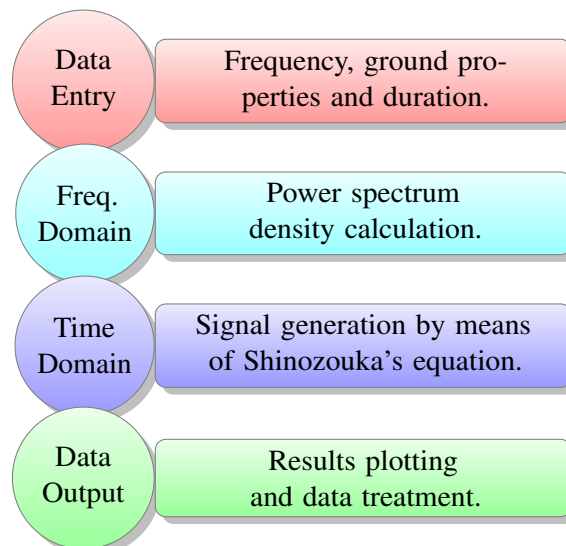 Data
Entry
Frequency, ground pro-
perties and duration.
Freq.
Domain
Power spectrum
density calculation.
Time
Domain
Signal generation by means
of Shinozouka's equation.
Data
Output
Results plotting
and data treatment.